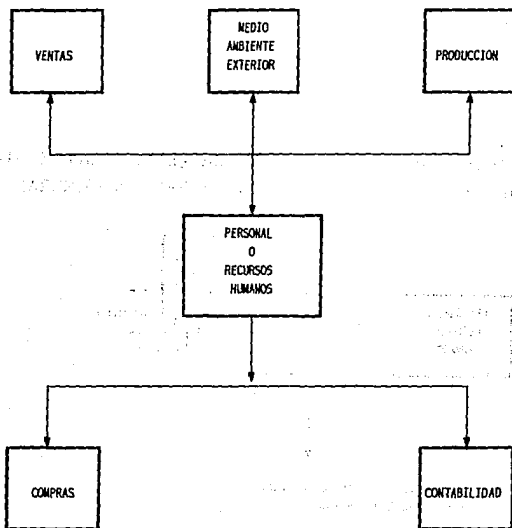 VENTAS
MEDIO
AMBIENTE
EXTERIOR
PRODUCCION
PERSONAL
O
RECURSOS
HUMANOS
COMPRAS
CONTABILIDAD